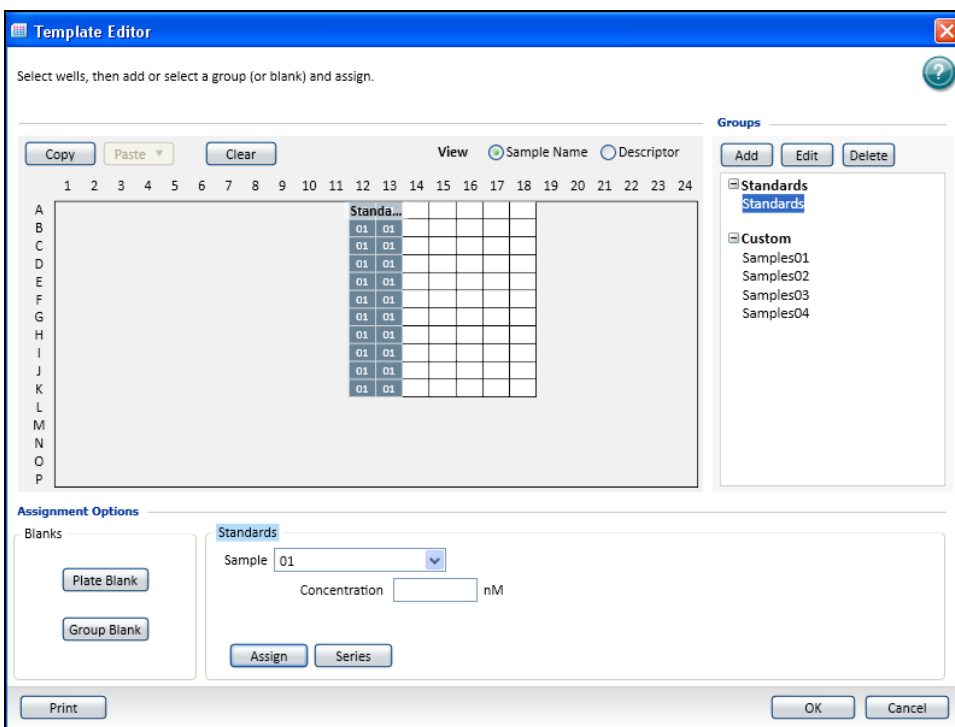 Template Editor
Select wells, then add or select a group (or blank) and assign.
?
Groups
Copy Paste Clear View Sample Name Descriptor
Add Edit Delete
1 2 3 4 5 6 7 8 9 10 11 12 13 14 15 16 17 18 19 20 21 22 23 24
Standards
Standards
Custom
Samples01
Samples02
Samples03
Samples04
A Standa...
B 01 01
C 01 01
D 01 01
E 01 01
F 01 01
G 01 01
H 01 01
I 01 01
J 01 01
K 01 01
L
M
N
O
P
Assignment Options
Blanks
Plate Blank
Group Blank
Standards
Sample 01
Concentration nM
Assign Series
Print OK Cancel